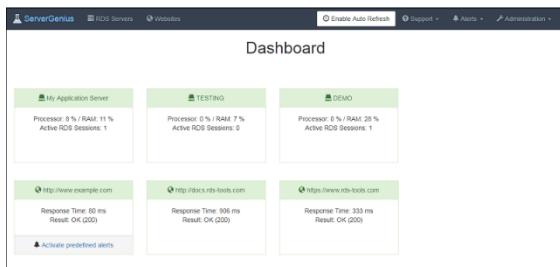 ServerGenius RDS Servers Websites Enable Auto Refresh Support Alerts Administration
Dashboard
My Application Server TESTING DEMO
Processor: 8 % / RAM: 11 % Processor: 0 % / RAM: 7 % Processor: 0 % / RAM: 28 %
Active RDS Sessions: 1 Active RDS Sessions: 0 Active RDS Sessions: 1
http://www.example.com http://docs.rds-tools.com https://www.rds-tools.com
Response Time: 60 ms Response Time: 906 ms Response Time: 333 ms
Result: OK (200) Result: OK (200) Result: OK (200)
Activate predefined alerts